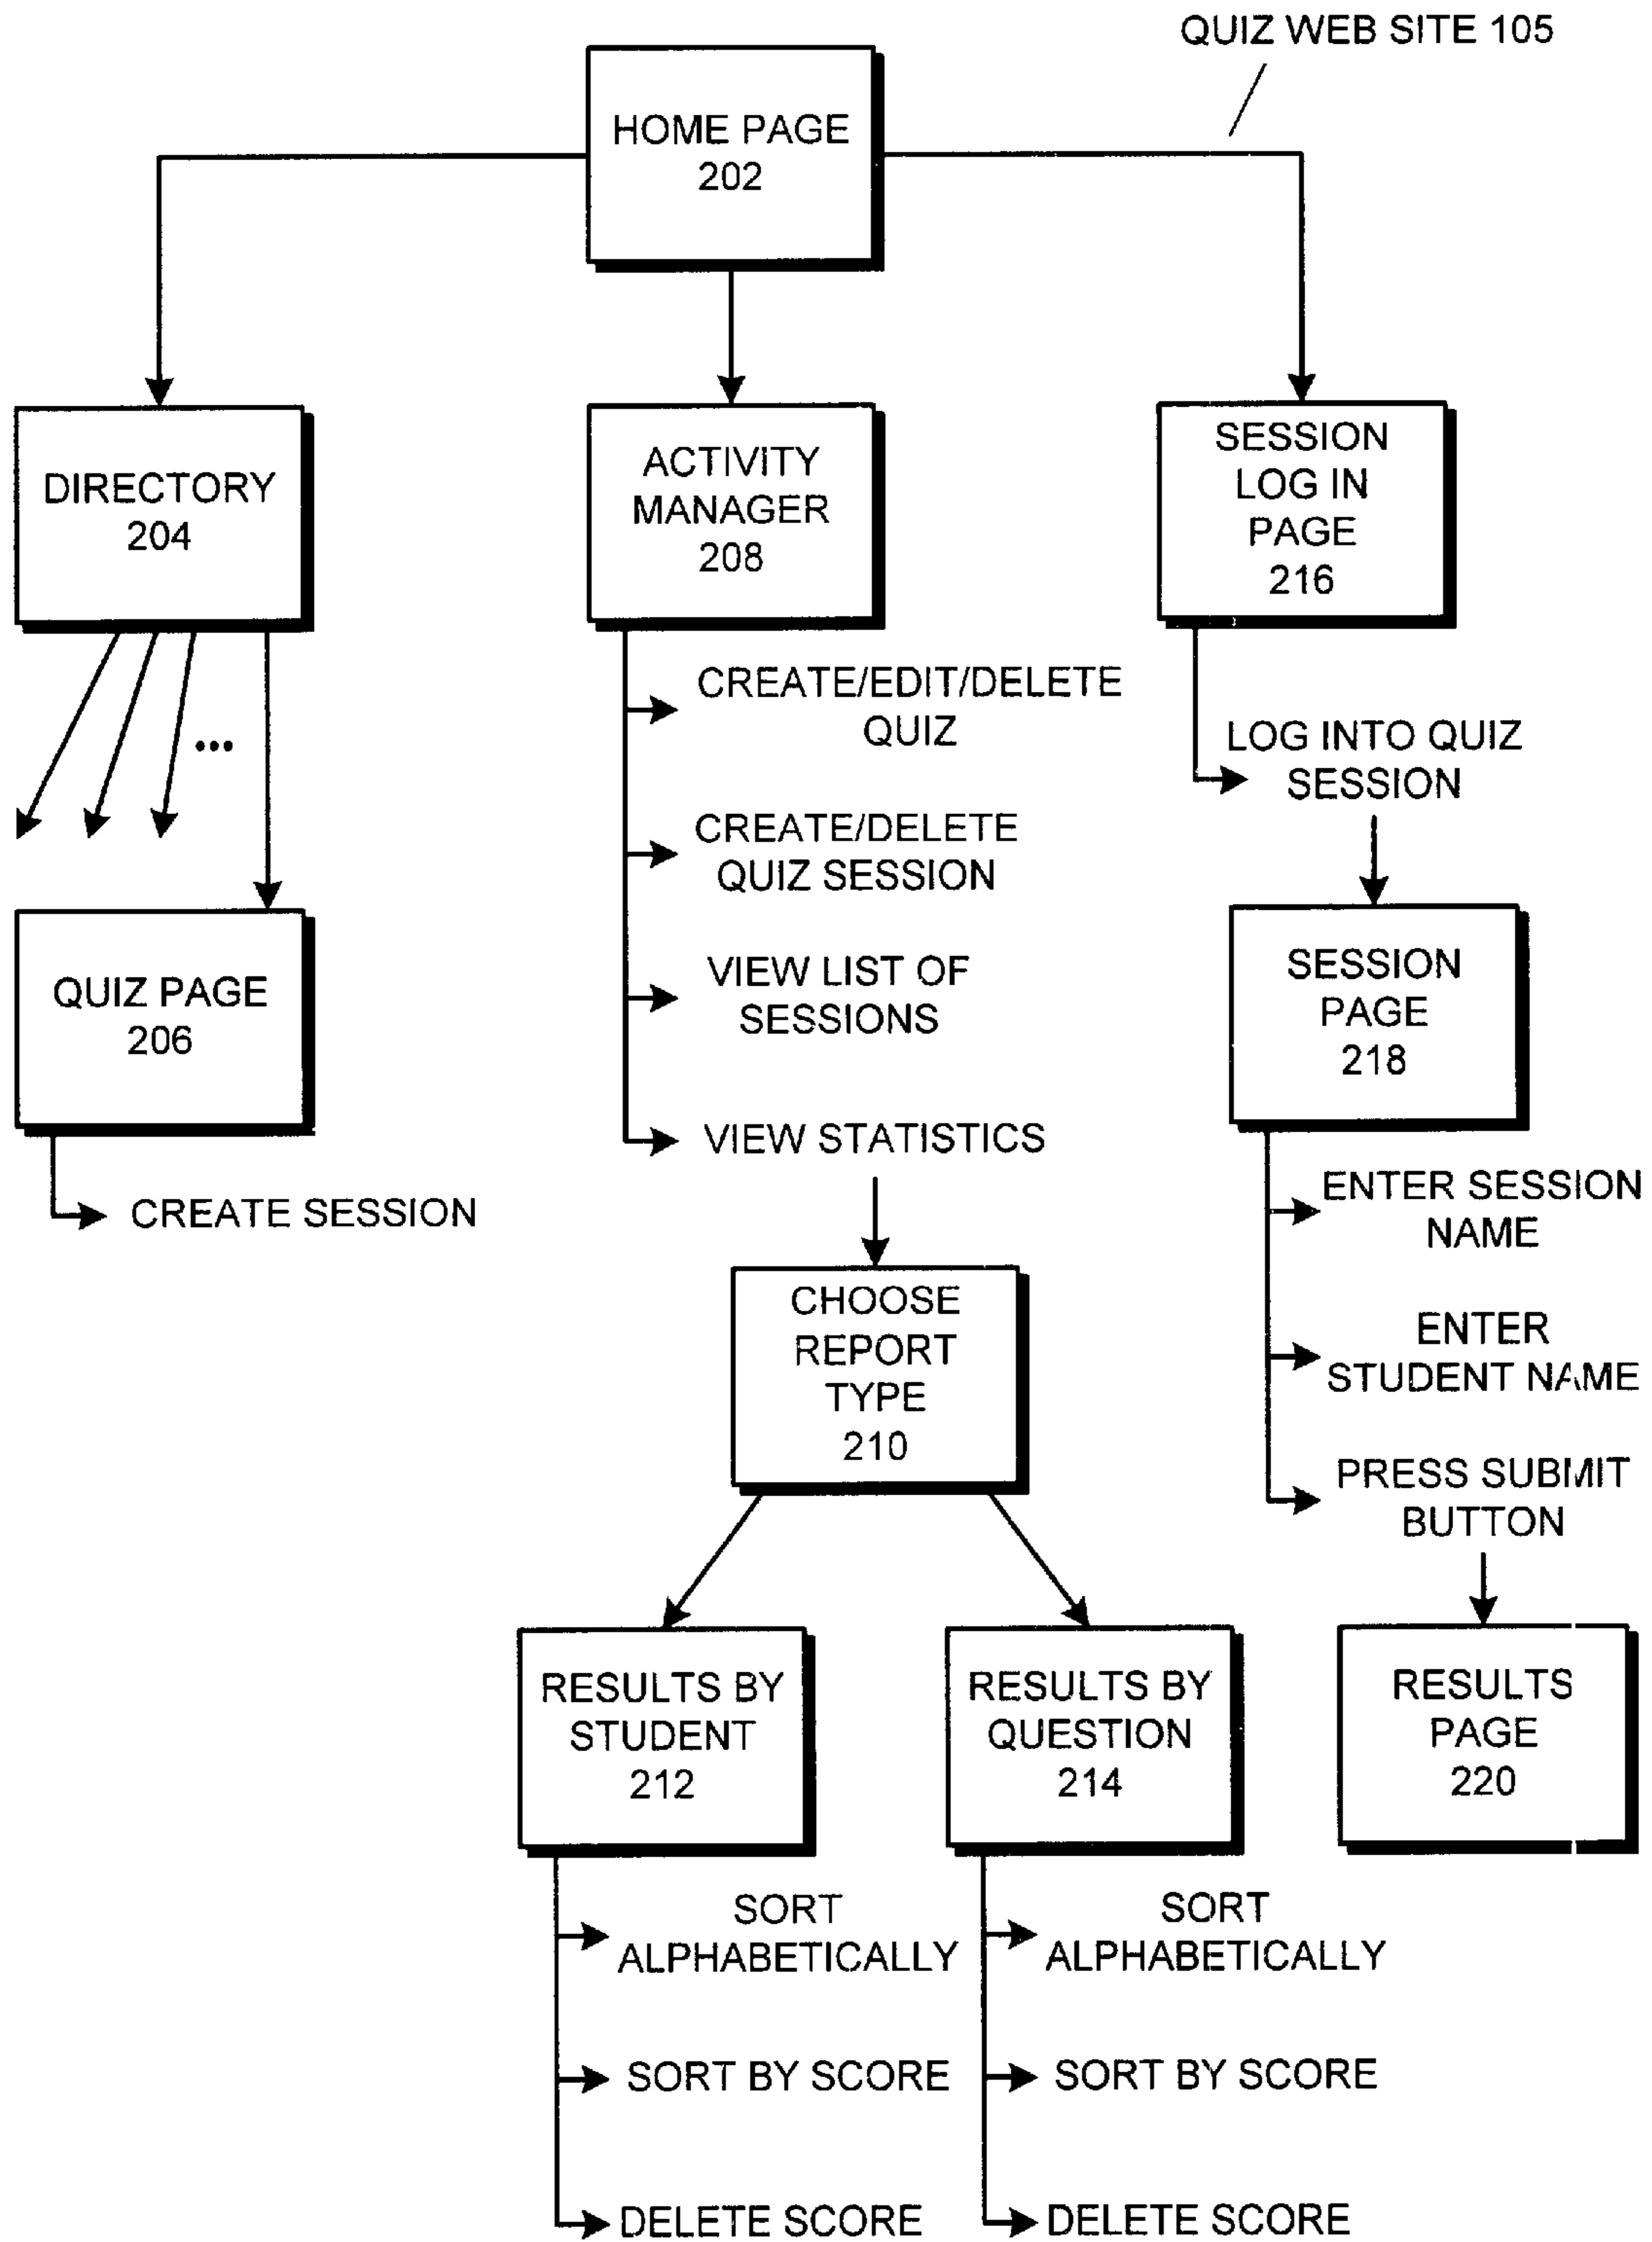 QUIZ WEB SITE 105
HOME PAGE
202
DIRECTORY
204
ACTIVITY
MANAGER
208
SESSION
LOG IN
PAGE
216
CREATE/EDIT/DELETE
QUIZ
CREATE/DELETE
QUIZ SESSION
VIEW LIST OF
SESSIONS
VIEW STATISTICS
LOG INTO QUIZ
SESSION
...
QUIZ PAGE
206
CREATE SESSION
SESSION
PAGE
218
ENTER SESSION
NAME
ENTER
STUDENT NAME
PRESS SUBMIT
BUTTON
CHOOSE
REPORT
TYPE
210
RESULTS BY
STUDENT
212
RESULTS BY
QUESTION
214
RESULTS
PAGE
220
SORT
ALPHABETICALLY
SORT BY SCORE
DELETE SCORE
SORT
ALPHABETICALLY
SORT BY SCORE
DELETE SCORE